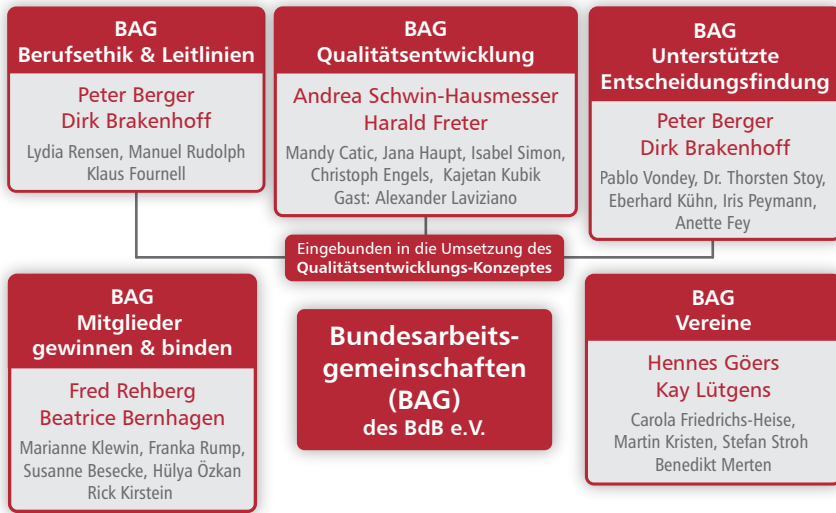 BAG
Berufsethik & Leitlinien
Peter Berger
Dirk Brakenhoff
Lydia Rensen, Manuel Rudolph
Klaus Fournell
BAG
Qualitätsentwicklung
Andrea Schwin-Hausmesser
Harald Freter
Mandy Catic, Jana Haupt, Isabel Simon,
Christoph Engels, Kajetan Kubik
Gast: Alexander Laviziano
BAG
Unterstützte
Entscheidungsfindung
Peter Berger
Dirk Brakenhoff
Pablo Vondey, Dr. Thorsten Stoy,
Eberhard Kühn, Iris Peymann,
Anette Fey
Eingebunden in die Umsetzung des
Qualitätsentwicklungs-Konzeptes
BAG
Mitglieder
gewinnen & binden
Fred Rehberg
Beatrice Bernhagen
Marianne Klewin, Franka Rump,
Susanne Besecke, Hülya Özkan
Rick Kirstein
Bundesarbeits-
gemeinschaften
(BAG)
des BdB e.V.
BAG
Vereine
Hennes Göers
Kay Lütgens
Carola Friedrichs-Heise,
Martin Kristen, Stefan Stroh
Benedikt Merten